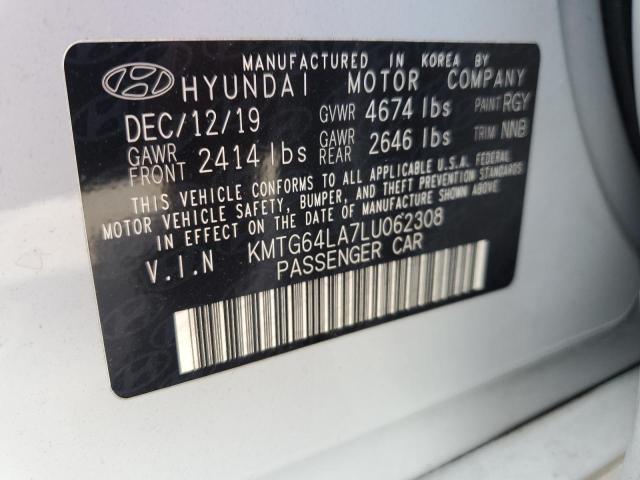 MANUFACTURED IN KOREA BY
HYUNDAI MOTOR COMPANY
DEC/12/19 GVWR 4674 lbs PAINT RGY
GAWR FRONT 2414 lbs GAWR REAR 2646 lbs TRIM NNB
THIS VEHICLE CONFORMS TO ALL APPLICABLE U.S.A. FEDERAL
MOTOR VEHICLE SAFETY, BUMPER, AND THEFT PREVENTION STANDARDS
IN EFFECT ON THE DATE OF MANUFACTURE SHOWN ABOVE.
V.I.N KMTG64LA7LU062308
PASSENGER CAR